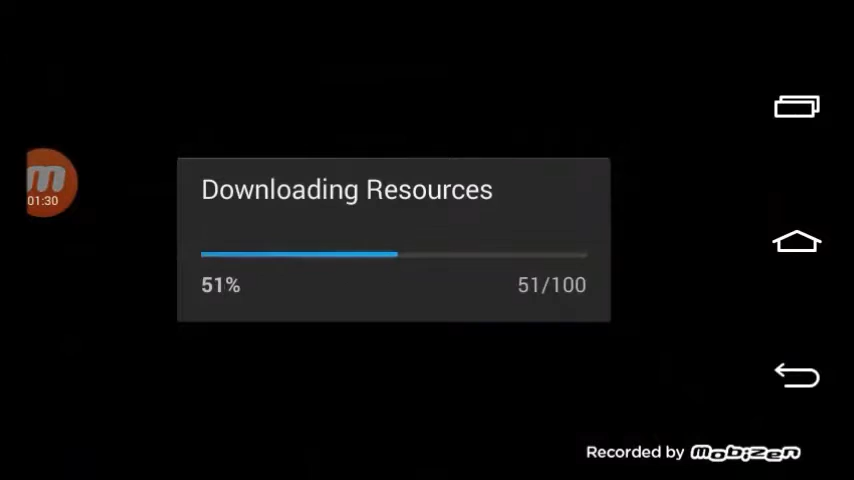 Downloading Resources
m
01:30
51%
51/100
Recorded by mobizen